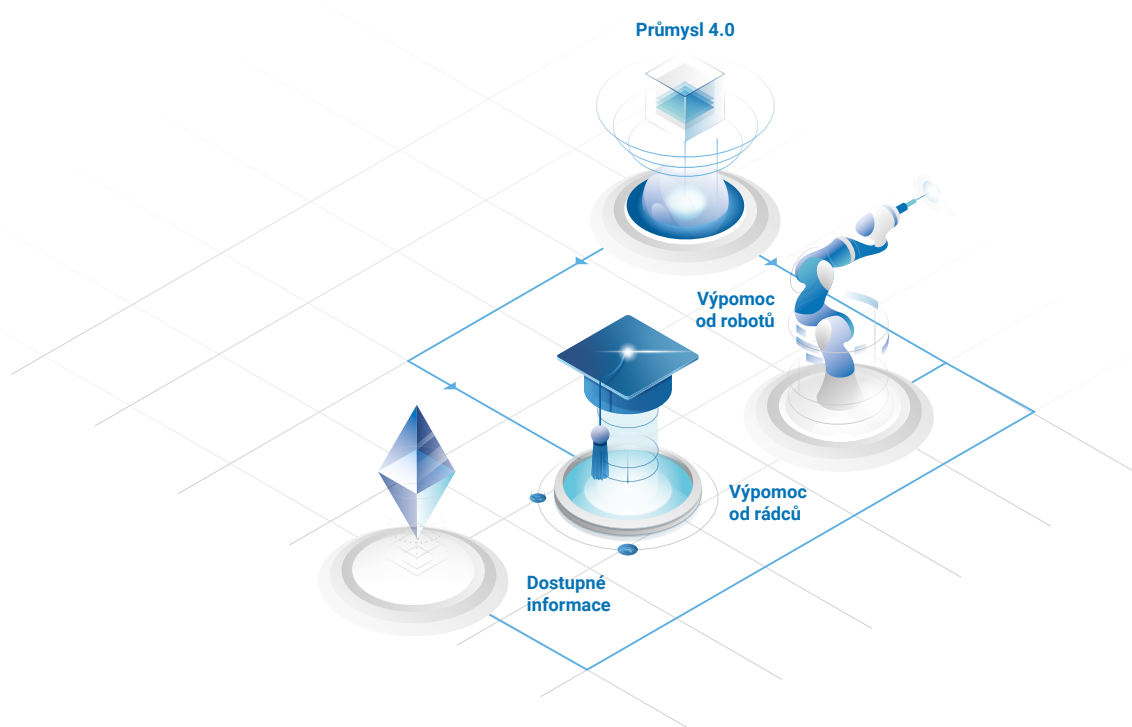 Průmysl 4.0
Výpomoc
od robotů
Výpomoc
od rádců
Dostupné
informace